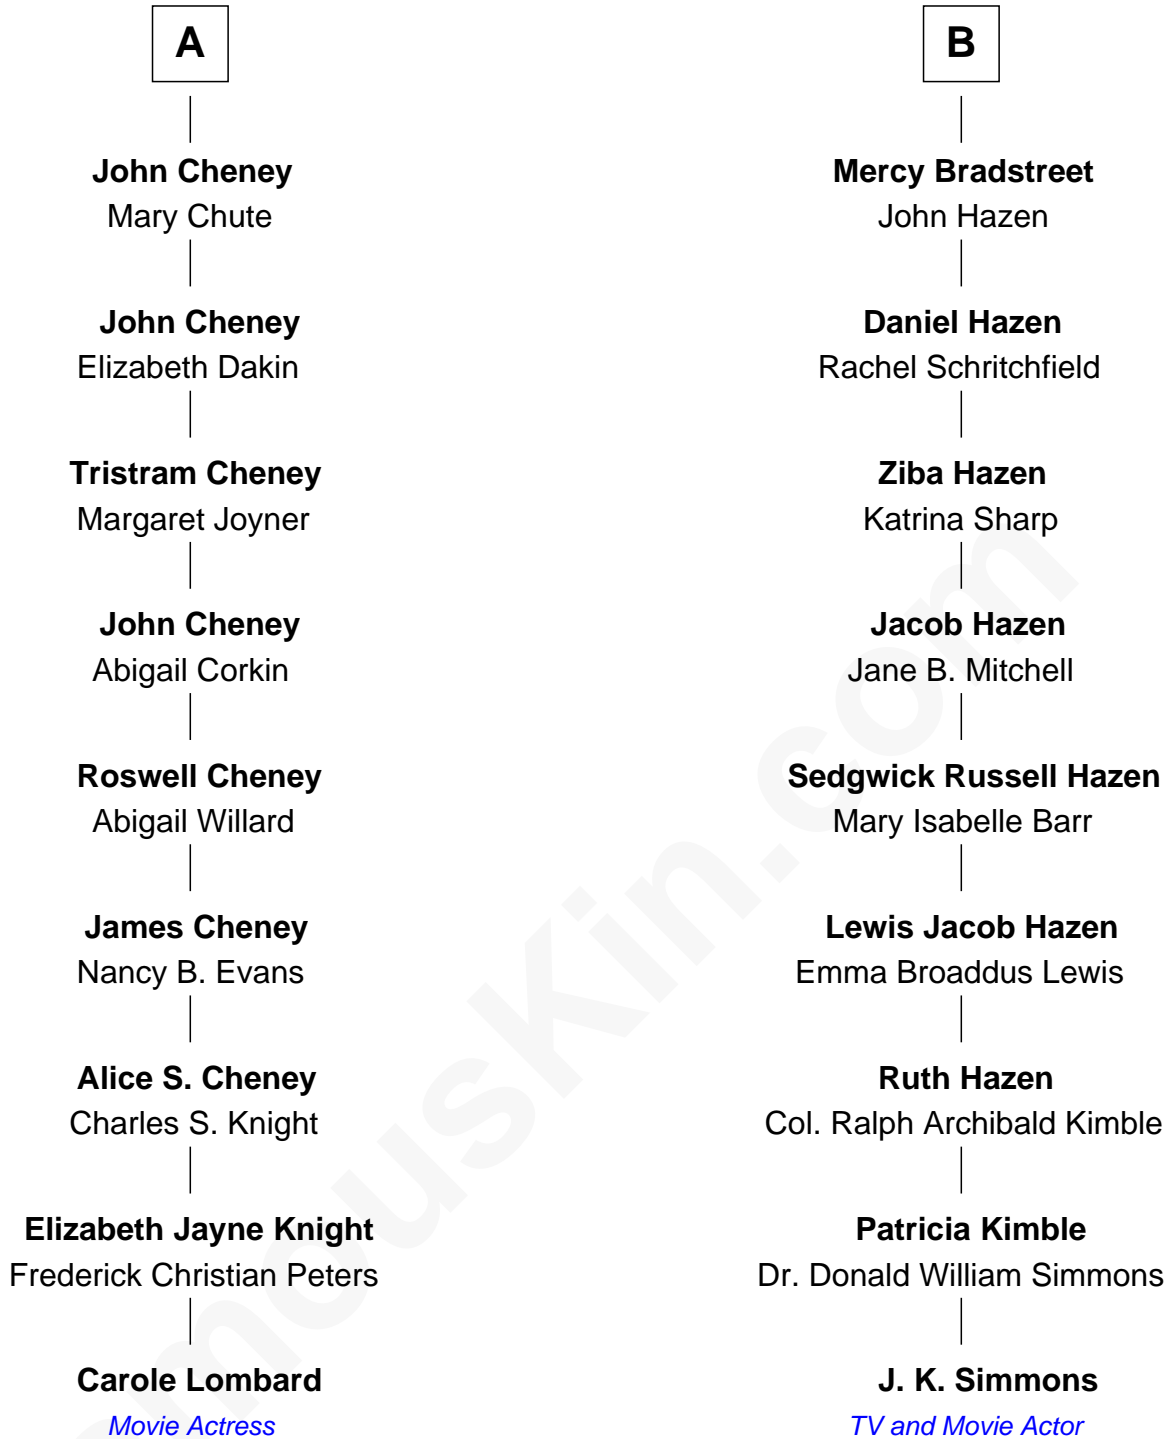 A
John Cheney
Mary Chute
John Cheney
Elizabeth Dakin
Tristram Cheney
Margaret Joyner
John Cheney
Abigail Corkin
Roswell Cheney
Abigail Willard
James Cheney
Nancy B. Evans
Alice S. Cheney
Charles S. Knight
Elizabeth Jayne Knight
Frederick Christian Peters
Carole Lombard
Movie Actress
B
Mercy Bradstreet
John Hazen
Daniel Hazen
Rachel Schritchfield
Ziba Hazen
Katrina Sharp
Jacob Hazen
Jane B. Mitchell
Sedgwick Russell Hazen
Mary Isabelle Barr
Lewis Jacob Hazen
Emma Broaddus Lewis
Ruth Hazen
Col. Ralph Archibald Kimble
Patricia Kimble
Dr. Donald William Simmons
J. K. Simmons
TV and Movie Actor
mousKin.com